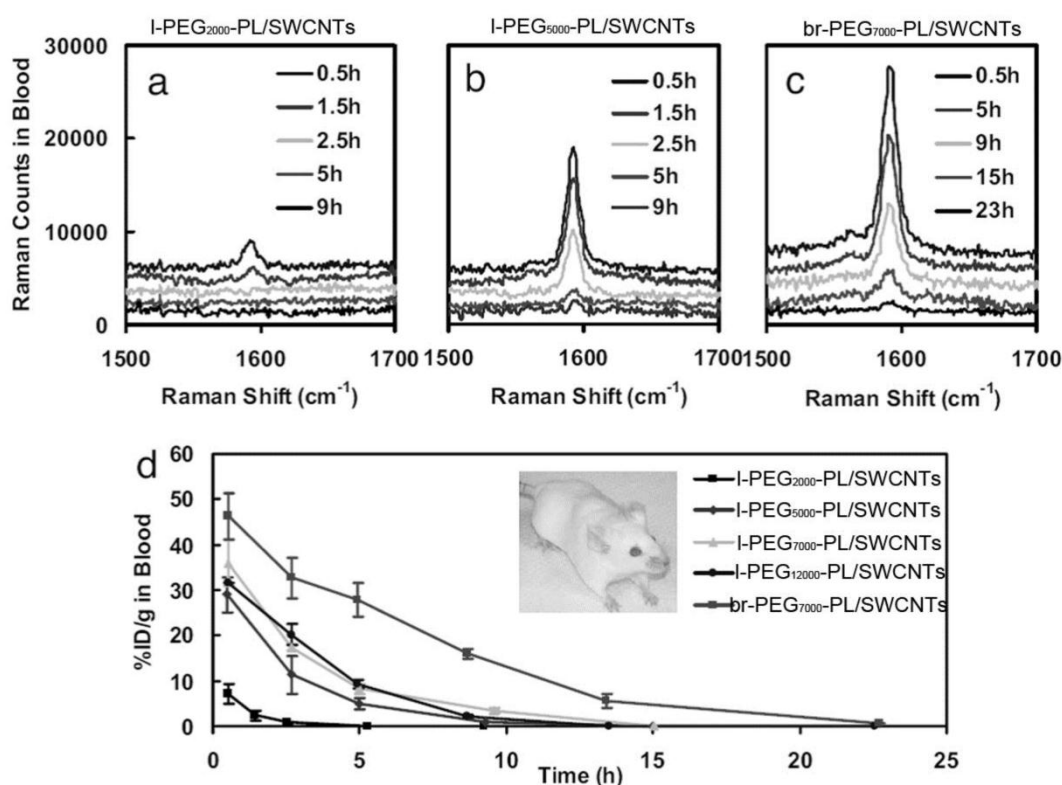 l-PEG2000-PL/SWCNTs
l-PEG5000-PL/SWCNTs
br-PEG7000-PL/SWCNTs
Raman Counts in Blood
30000
20000
10000
0
a
0.5h
1.5h
2.5h
5h
9h
1500
1600
1700
Raman Shift (cm⁻¹)
b
0.5h
1.5h
2.5h
5h
9h
1500
1600
1700
Raman Shift (cm⁻¹)
c
0.5h
5h
9h
15h
23h
1500
1600
1700
Raman Shift (cm⁻¹)
d
%ID/g in Blood
60
50
40
30
20
10
0
l-PEG2000-PL/SWCNTs
l-PEG5000-PL/SWCNTs
l-PEG7000-PL/SWCNTs
l-PEG12000-PL/SWCNTs
br-PEG7000-PL/SWCNTs
0
5
10
15
20
25
Time (h)